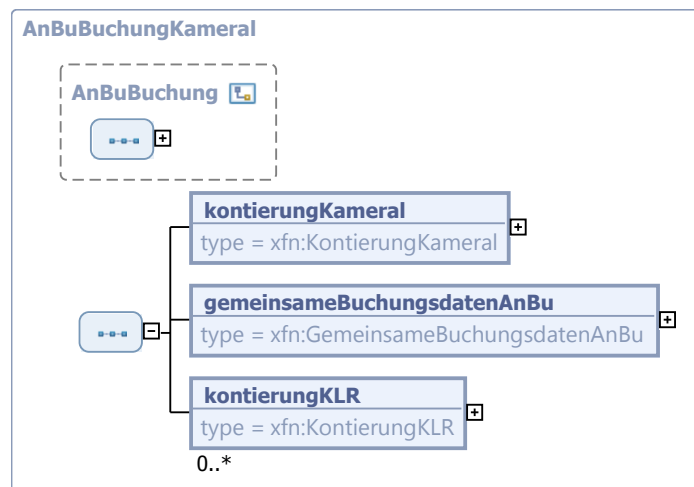 AnBuBuchungKameral
AnBuBuchung
kontierungKameral
type = xfn:KontierungKameral
gemeinsameBuchungsdatenAnBu
type = xfn:GemeinsameBuchungsdatenAnBu
kontierungKLR
type = xfn:KontierungKLR
0..*